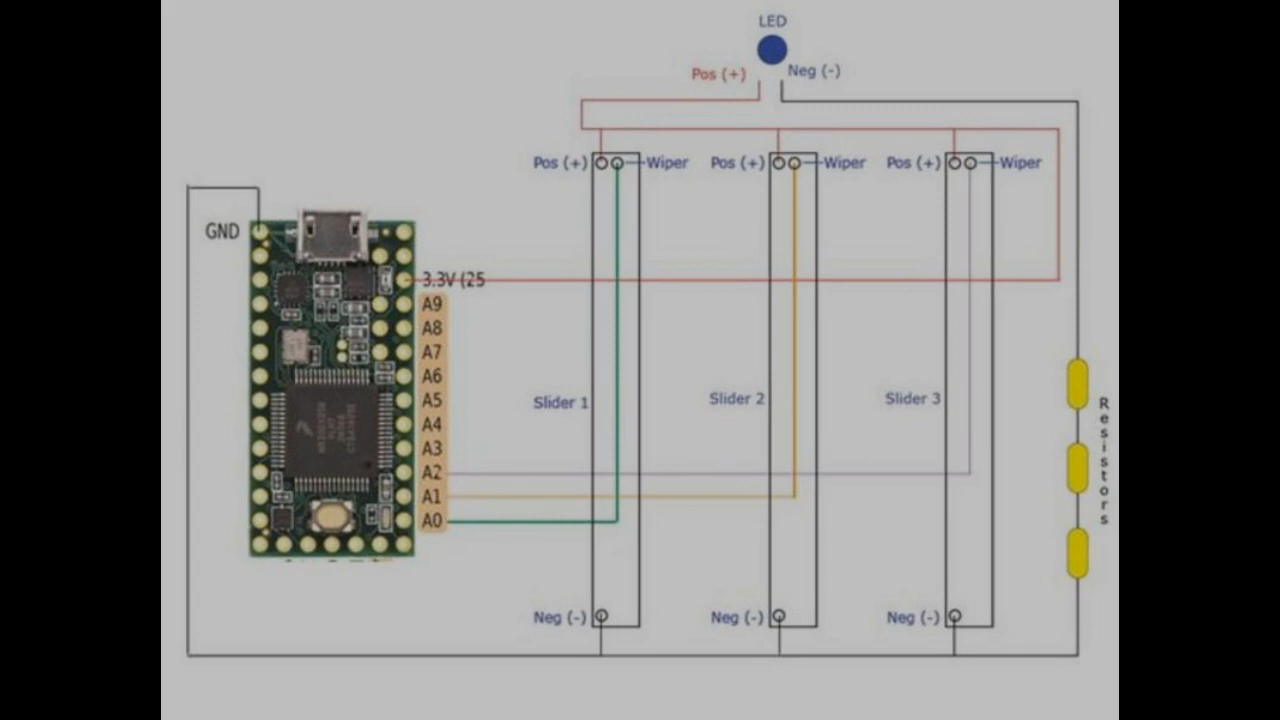 LED
Pos (+)
Neg (-)
Pos (+)
Wiper
Pos (+)
Wiper
Pos (+)
Wiper
GND
3.3V (25
A9
A8
A7
A6
A5
A4
A3
A2
A1
A0
Slider 1
Slider 2
Slider 3
Resistors
Neg (-)
Neg (-)
Neg (-)